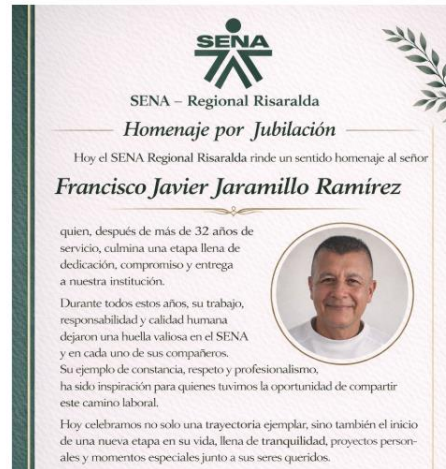 SENA
SENA – Regional Risaralda
Homenaje por Jubilación
Hoy el SENA Regional Risaralda rinde un sentido homenaje al señor
Francisco Javier Jaramillo Ramírez
quien, después de más de 32 años de
servicio, culmina una etapa llena de
dedicación, compromiso y entrega
a nuestra institución.
Durante todos estos años, su trabajo,
responsabilidad y calidad humana
dejaron una huella valiosa en el SENA
y en cada uno de sus compañeros.
Su ejemplo de constancia, respeto y profesionalismo,
ha sido inspiración para quienes tuvimos la oportunidad de compartir
este camino laboral.
Hoy celebramos no solo una trayectoria ejemplar, sino también el inicio
de una nueva etapa en su vida, llena de tranquilidad, proyectos person-
ales y momentos especiales junto a sus seres queridos.